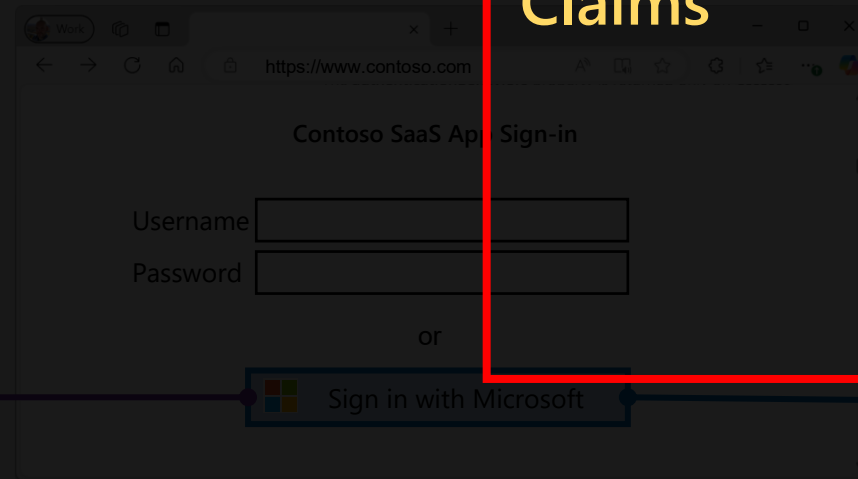 Claims
Work
https://www.contoso.com
Contoso SaaS App Sign-in
Username
Password
or
Sign in with Microsoft